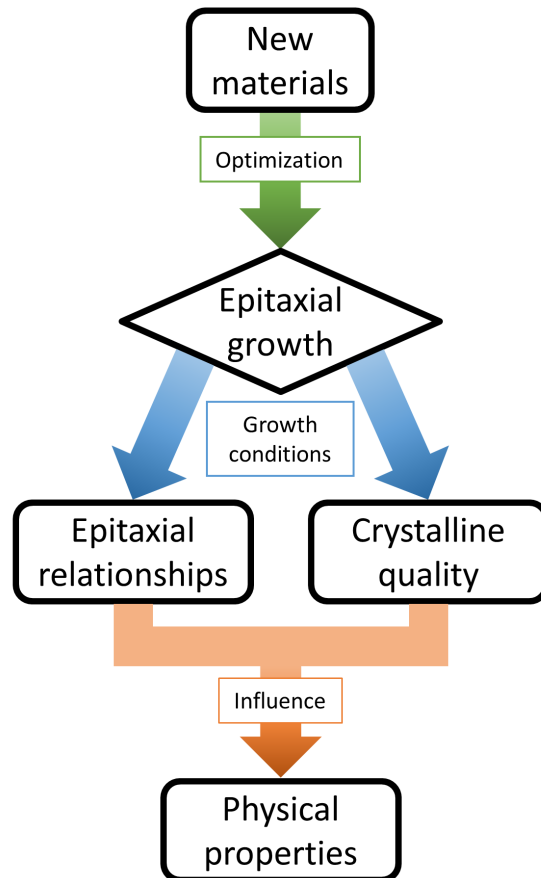 New
materials
Optimization
Epitaxial
growth
Growth
conditions
Epitaxial
relationships
Crystalline
quality
Influence
Physical
properties